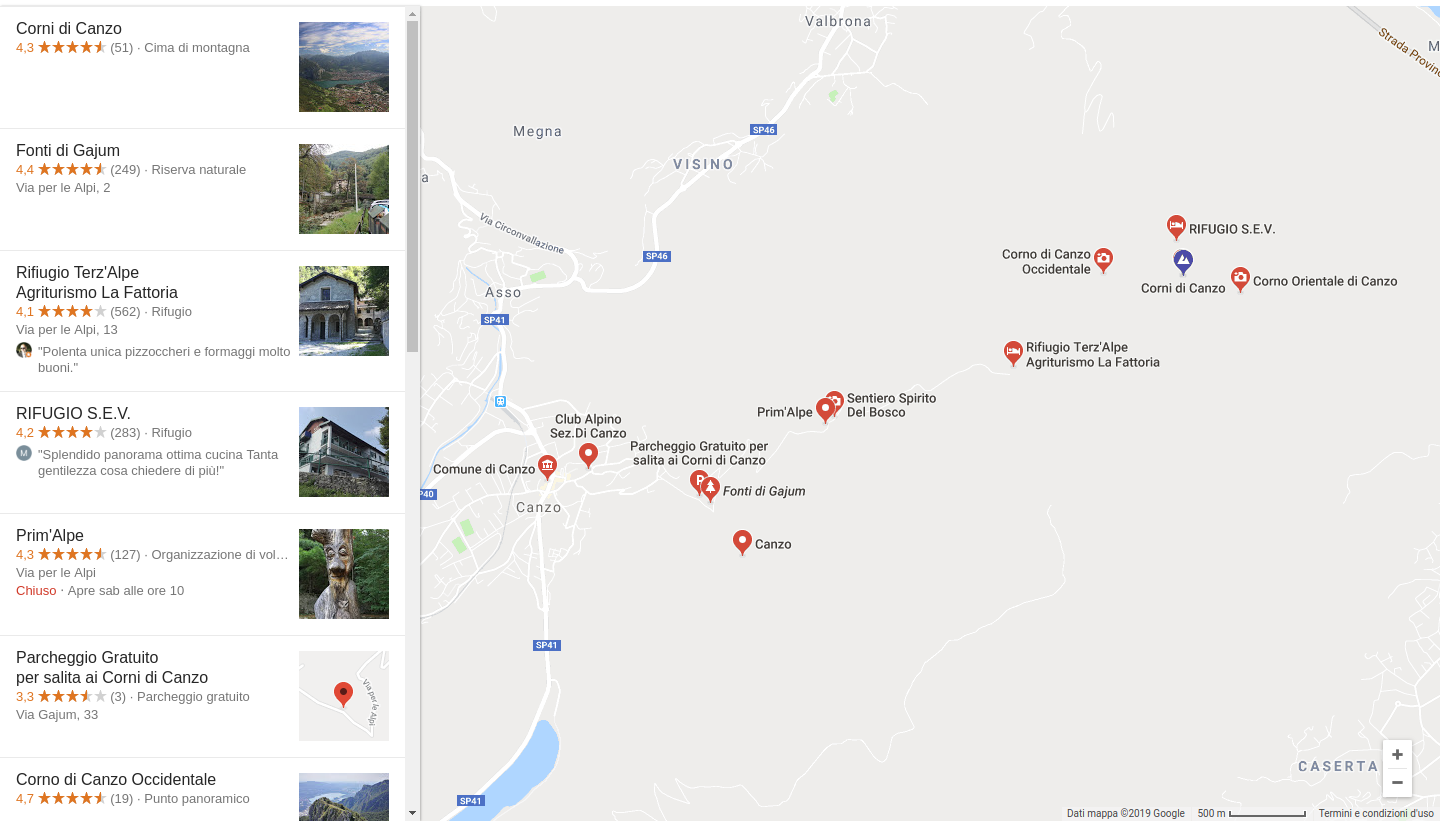 Corni di Canzo
4,3 (51) · Cima di montagna
Fonti di Gajum
4,4 (249) · Riserva naturale
Via per le Alpi, 2
Rifiugio Terz'Alpe
Agriturismo La Fattoria
4,1 (562) · Rifugio
Via per le Alpi, 13
"Polenta unica pizzoccheri e formaggi molto
buoni."
RIFUGIO S.E.V.
4,2 (283) · Rifugio
M
"Splendido panorama ottima cucina Tanta
gentilezza cosa chiedere di più!"
Prim'Alpe
4,3 (127) · Organizzazione di vol…
Via per le Alpi
Chiuso · Apre sab alle ore 10
Parcheggio Gratuito
per salita ai Corni di Canzo
3,3 (3) · Parcheggio gratuito
Via Gajum, 33
Via per le Alpi
Corno di Canzo Occidentale
4,7 (19) · Punto panoramico
Valbrona
Strada Provinc
M
Megna
SP46
VISINO
a
Via Circonvallazione
SP46
RIFUGIO S.E.V.
Corno di Canzo
Occidentale
Corni di Canzo
Corno Orientale di Canzo
Asso
SP41
Rifiugio Terz'Alpe
Agriturismo La Fattoria
Sentiero Spirito
Del Bosco
Prim'Alpe
Club Alpino
Sez.Di Canzo
Parcheggio Gratuito per
salita ai Corni di Canzo
Comune di Canzo
P
Fonti di Gajum
P40
Canzo
Canzo
SP41
CASERTA
SP41
Dati mappa ©2019 Google
500 m
Termini e condizioni d'uso